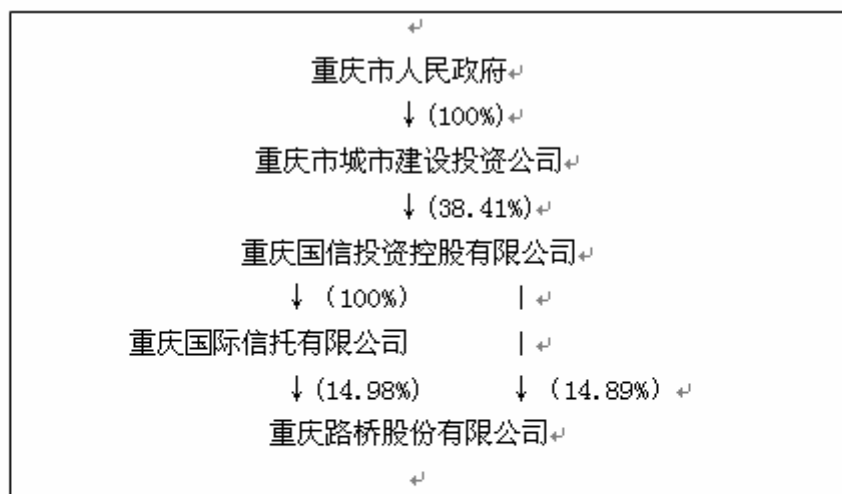 重庆市人民政府
↓(100%)
重庆市城市建设投资公司
↓(38.41%)
重庆国信投资控股有限公司
↓ (100%) |
重庆国际信托有限公司 |
↓(14.98%) ↓ (14.89%)
重庆路桥股份有限公司